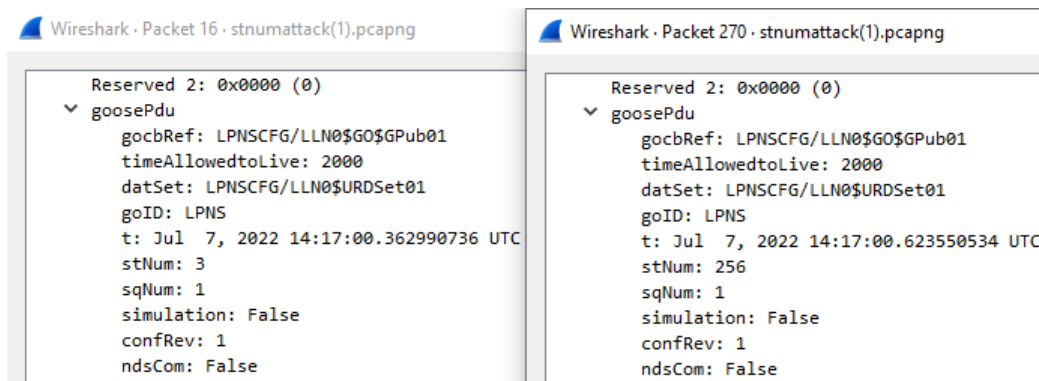 Wireshark · Packet 16 · stnumattack(1).pcapng
Reserved 2: 0x0000 (0)
goosePdu
gocbRef: LPNSCFG/LLN0$GO$GPub01
timeAllowedtoLive: 2000
datSet: LPNSCFG/LLN0$URDSet01
goID: LPNS
t: Jul  7, 2022 14:17:00.362990736 UTC
stNum: 3
sqNum: 1
simulation: False
confRev: 1
ndsCom: False
Wireshark · Packet 270 · stnumattack(1).pcapng
Reserved 2: 0x0000 (0)
goosePdu
gocbRef: LPNSCFG/LLN0$GO$GPub01
timeAllowedtoLive: 2000
datSet: LPNSCFG/LLN0$URDSet01
goID: LPNS
t: Jul  7, 2022 14:17:00.623550534 UTC
stNum: 256
sqNum: 1
simulation: False
confRev: 1
ndsCom: False